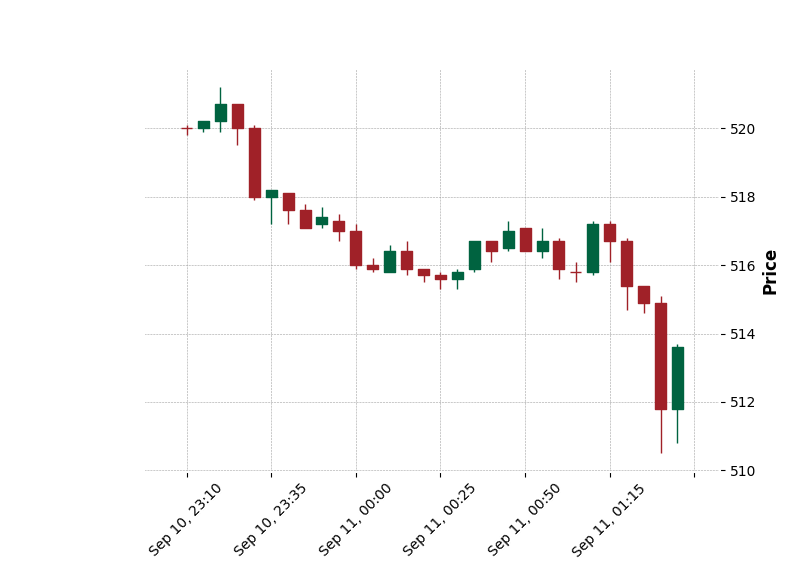 520
518
516
514
512
510
Price
Sep 10, 23:10
Sep 10, 23:35
Sep 11, 00:00
Sep 11, 00:25
Sep 11, 00:50
Sep 11, 01:15